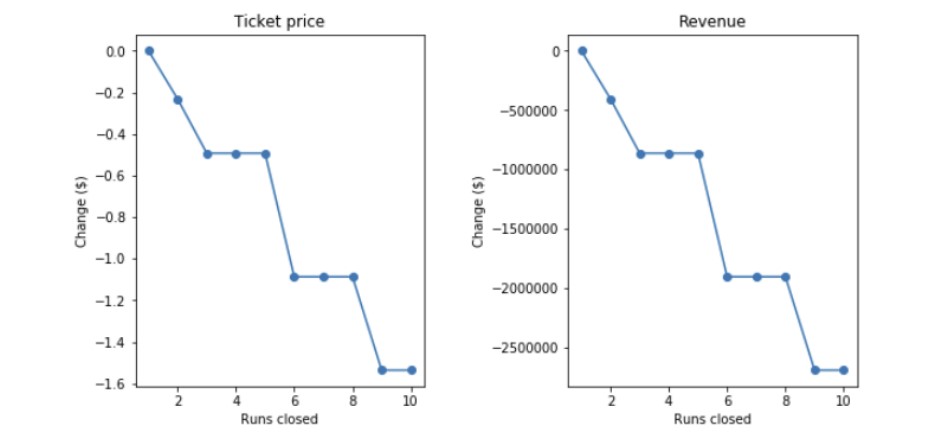 Ticket price
0.0
−0.2
−0.4
−0.6
−0.8
−1.0
−1.2
−1.4
−1.6
Change ($)
2 4 6 8 10
Runs closed
Revenue
0
−500000
−1000000
−1500000
−2000000
−2500000
Change ($)
2 4 6 8 10
Runs closed